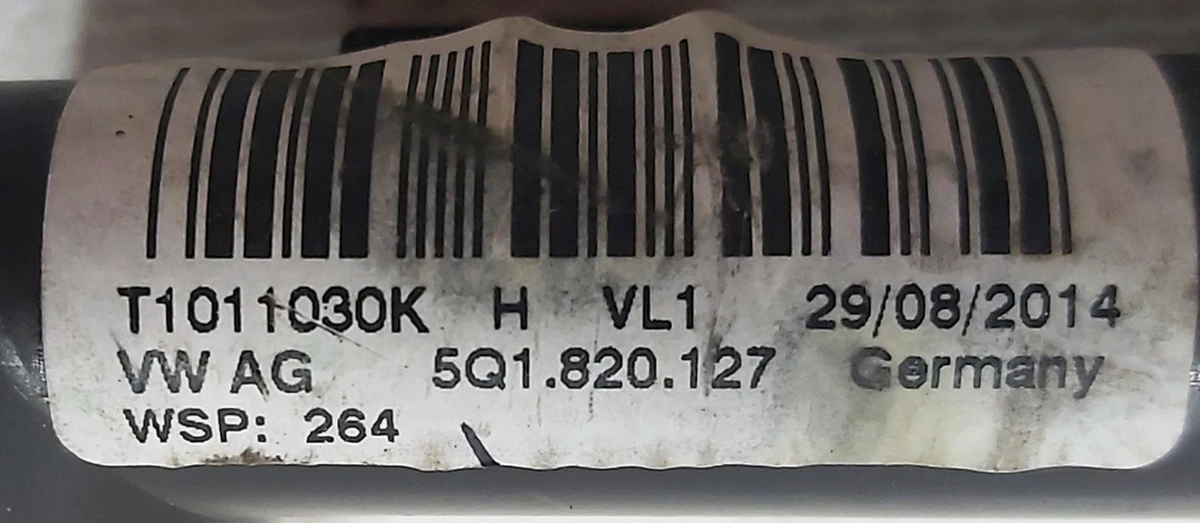 T1011030K H VL1 29/08/2014
VW AG 5Q1.820.127 Germany
WSP: 264